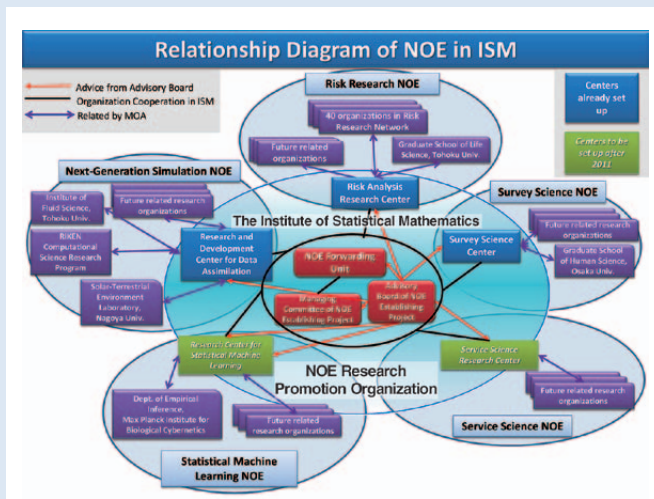 Relationship Diagram of NOE in ISM
Advice from Advisory Board
Organization Cooperation in ISM
Related by MOA
Risk Research NOE
40 organizations in Risk
Research Network
Future related
organizations
Graduate School of Life
Science, Tohoku Univ.
Risk Analysis
Research Center
Centers
already set
up
Centers to be
set up after
2011
Next-Generation Simulation NOE
Institute of
Fluid Science,
Tohoku Univ.
Future related research
organizations
RIKEN
Computational
Science Research
Program
Solar-Terrestrial
Environment
Laboratory,
Nagoya Univ.
Research and
Development
Center for Data
Assimilation
The Institute of Statistical Mathematics
Survey Science NOE
Future related research
organizations
Graduate School
of Human Science,
Osaka Univ.
Survey Science
Center
NOE Forwarding
Unit
Managing
Committee of NOE
Establishing Project
Advisory
Board of NOE
Establishing
Project
Research Center for
Statistical Machine
Learning
NOE Research
Promotion Organization
Service Science
Research Center
Future related research
organizations
Service Science NOE
Dept. of Empirical
Inference,
Max Planck Institute for
Biological Cybernetics
Future related
research organizations
Statistical Machine
Learning NOE